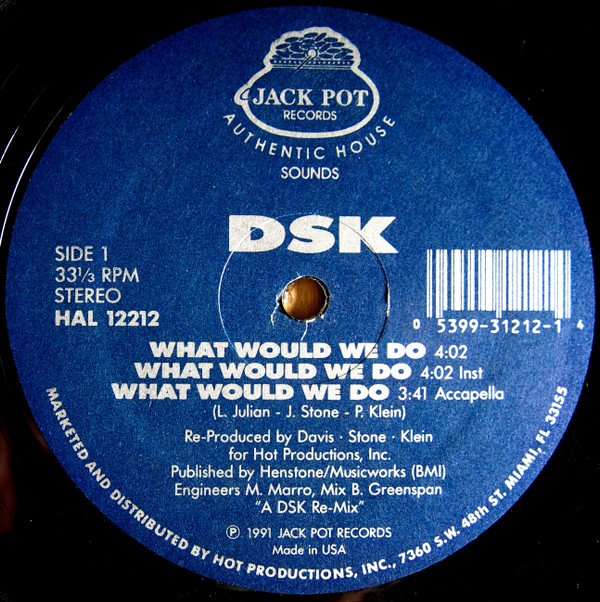 JACK POT
RECORDS
AUTHENTIC HOUSE
SOUNDS
DSK
SIDE 1
33⅓ RPM
STEREO
HAL 12212
0 5399-31212-1 4
WHAT WOULD WE DO 4:02
WHAT WOULD WE DO 4:02 Inst
WHAT WOULD WE DO 3:41 Accapella
(L. Julian - J. Stone - P. Klein)
Re-Produced by Davis · Stone · Klein
for Hot Productions, Inc.
Published by Henstone/Musicworks (BMI)
Engineers M. Marro, Mix B. Greenspan
"A DSK Re-Mix"
℗ 1991 JACK POT RECORDS
Made in USA
MARKETED AND DISTRIBUTED BY HOT PRODUCTIONS, INC., 7360 S.W. 48th ST. MIAMI, FL 33155